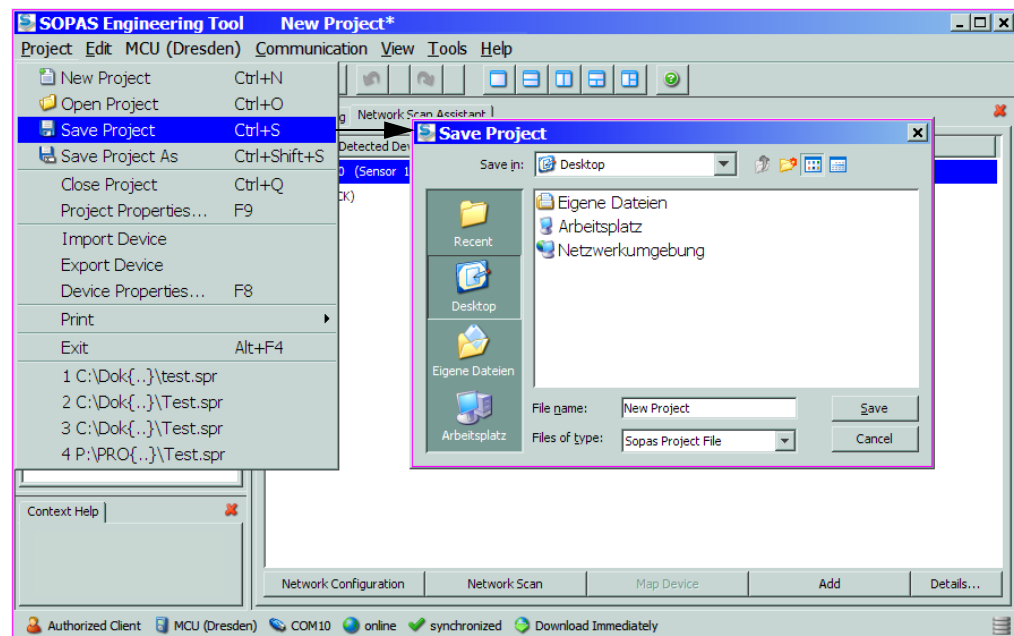 SOPAS Engineering Tool New Project*
Project Edit MCU (Dresden) Communication View Tools Help
New Project Ctrl+N
Open Project Ctrl+O
Save Project Ctrl+S
Save Project As Ctrl+Shift+S
Close Project Ctrl+Q
Project Properties... F9
Import Device
Export Device
Device Properties... F8
Print
Exit Alt+F4
1 C:\Dok{..}\test.spr
2 C:\Dok{..}\Test.spr
3 C:\Dok{..}\Test.spr
4 P:\PRO{..}\Test.spr
g Network Scan Assistant
Detected Dev
0 (Sensor 1
CK)
Save Project
Save in: Desktop
Recent
Desktop
Eigene Dateien
Arbeitsplatz
Eigene Dateien
Arbeitsplatz
Netzwerkumgebung
File name: New Project Save
Files of type: Sopas Project File Cancel
Context Help
Network Configuration Network Scan Map Device Add Details...
Authorized Client MCU (Dresden) COM10 online synchronized Download Immediately